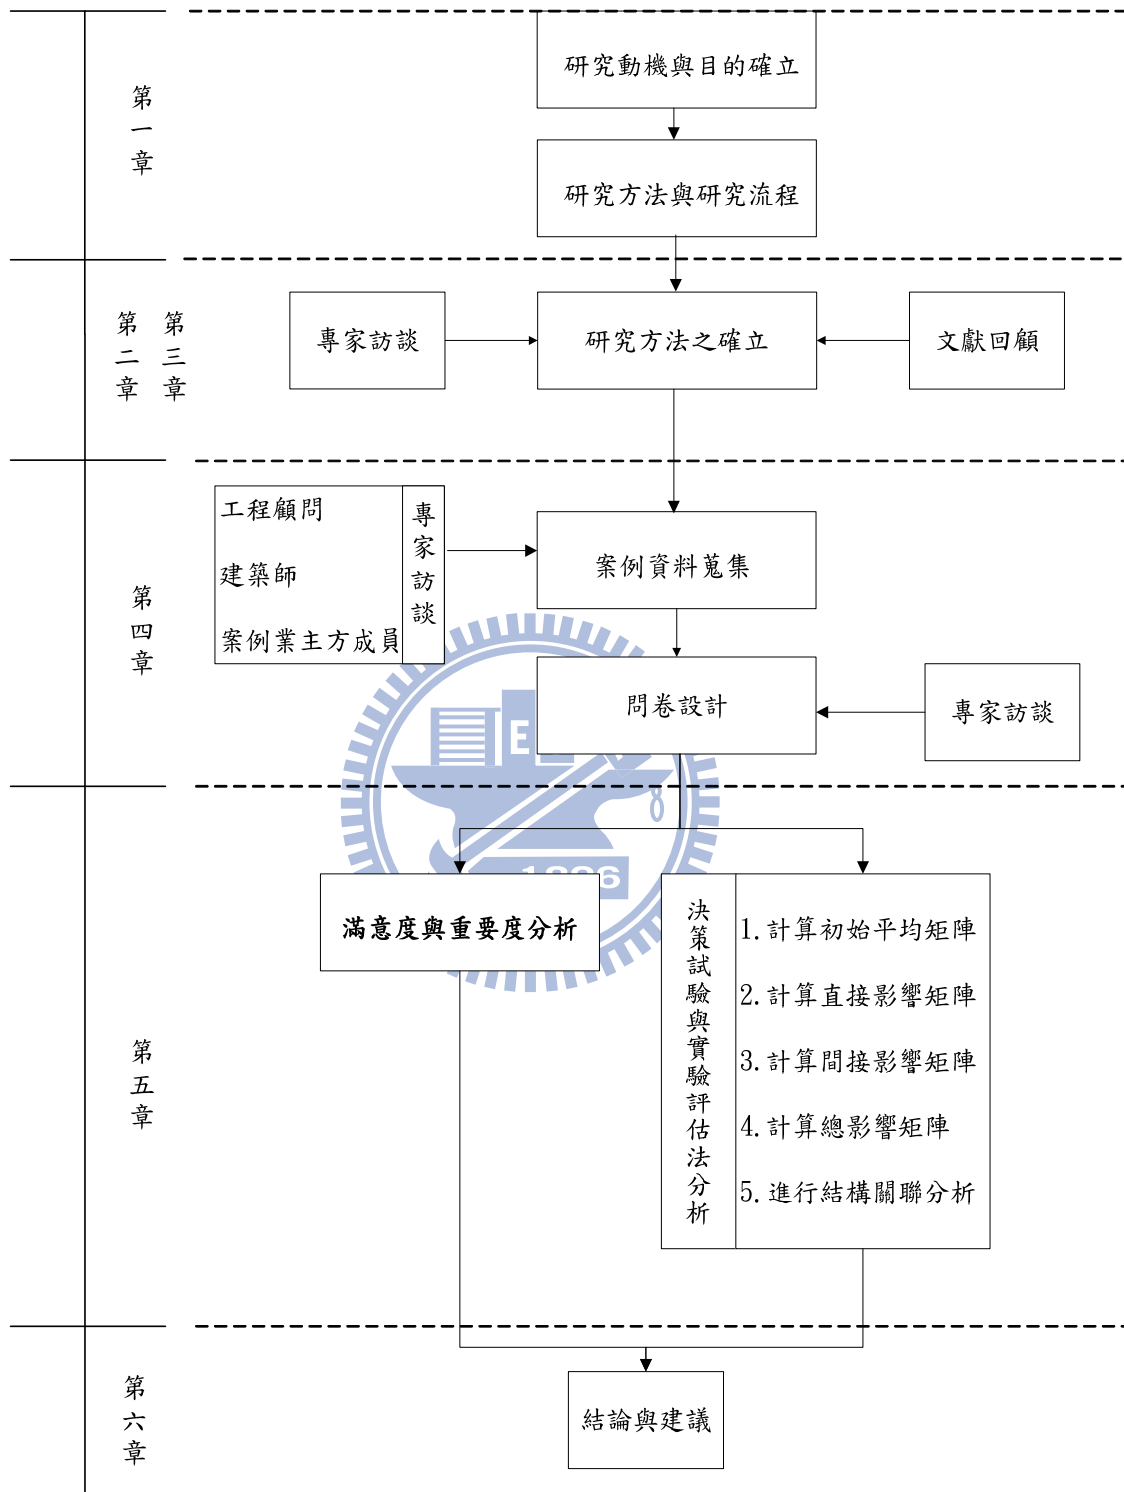 第一章
研究動機與目的確立
研究方法與研究流程
第二章
第三章
專家訪談
研究方法之確立
文獻回顧
第四章
工程顧問
建築師
案例業主方成員
專家訪談
案例資料蒐集
問卷設計
專家訪談
E
1896
第五章
滿意度與重要度分析
決策試驗與實驗評估法分析
1.計算初始平均矩陣
2.計算直接影響矩陣
3.計算間接影響矩陣
4.計算總影響矩陣
5.進行結構關聯分析
第六章
結論與建議